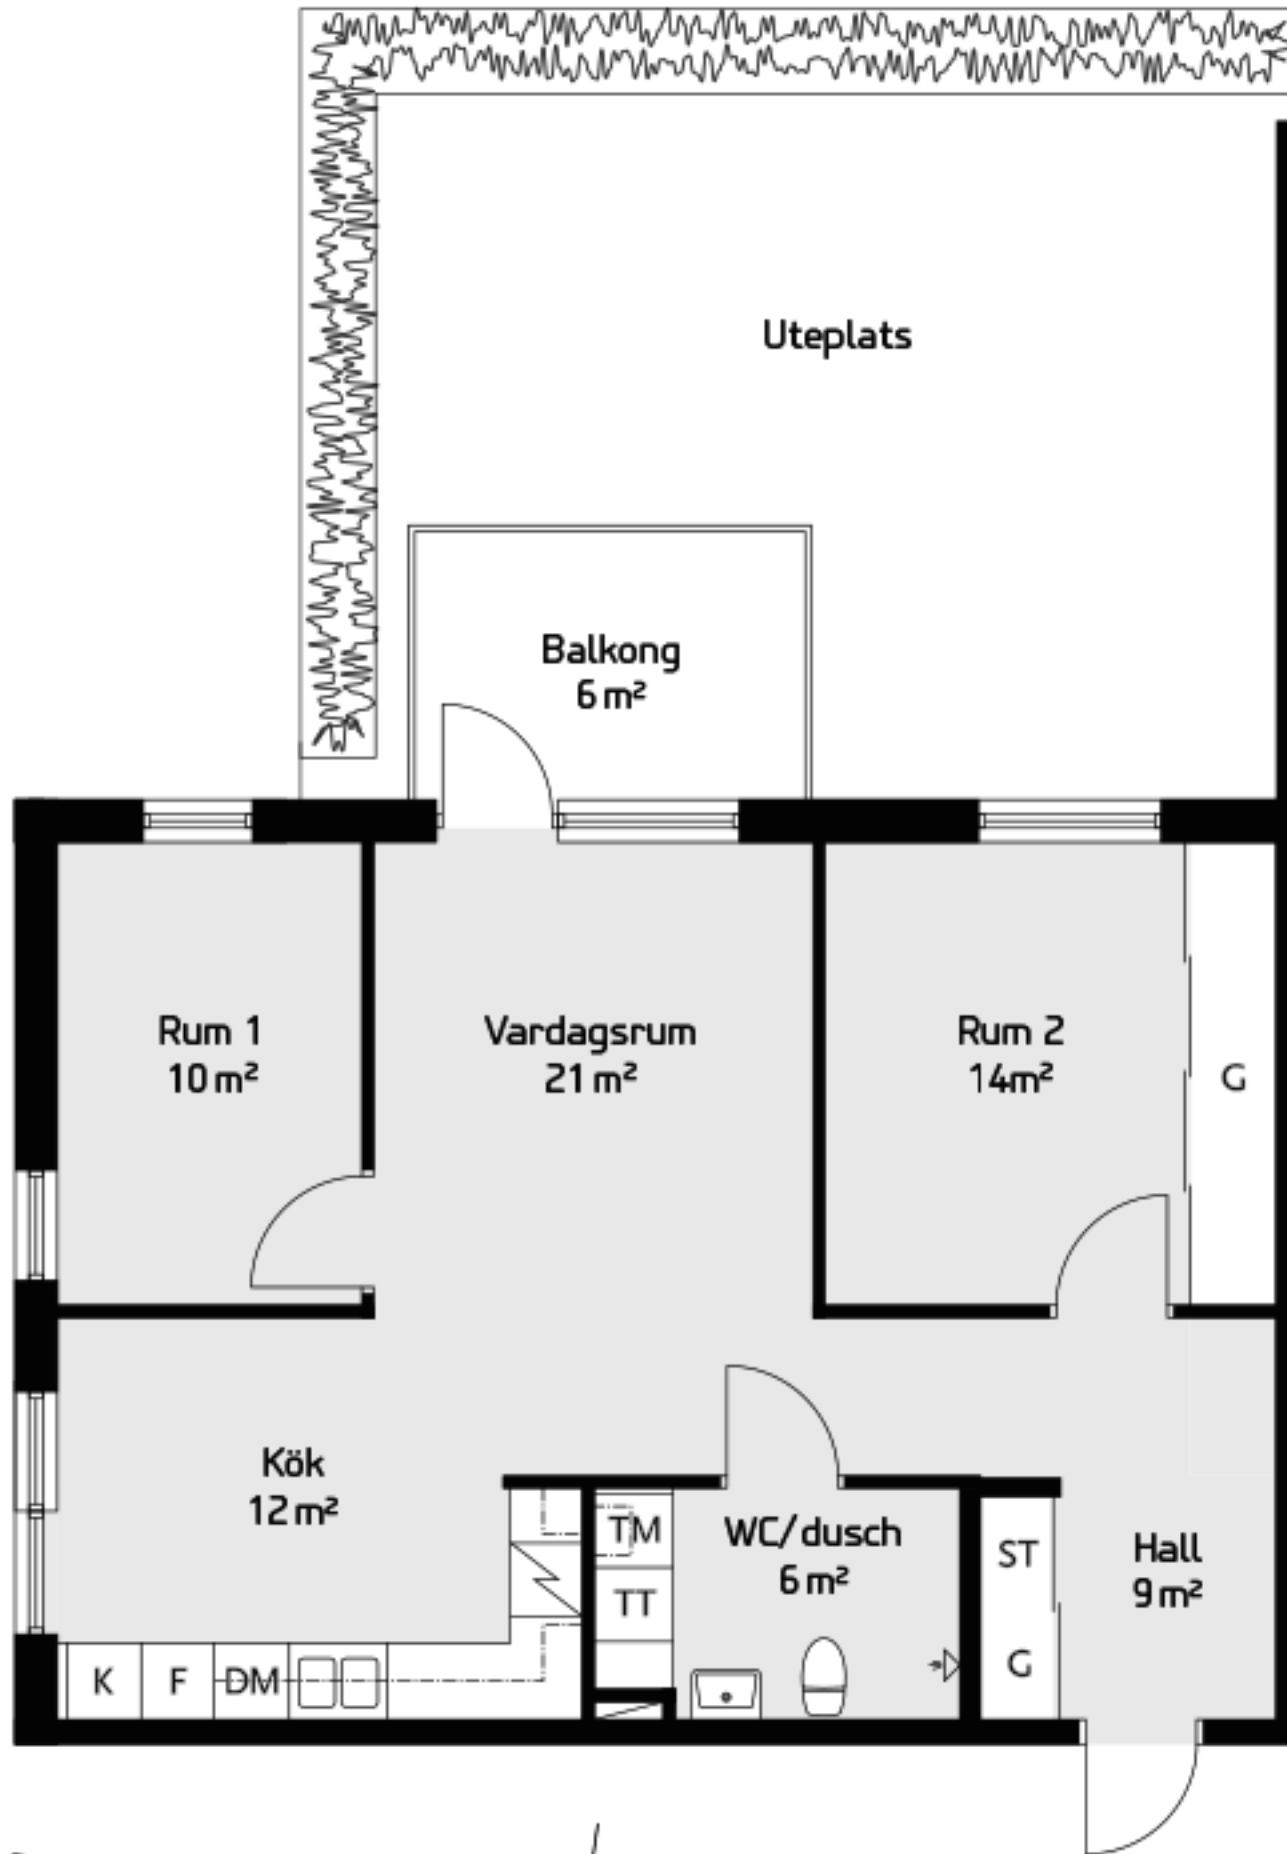 Uteplats
Balkong
6 m²
Rum 1
10 m²
Vardagsrum
21 m²
Rum 2
14m²
G
Kök
12 m²
TM
TT
WC/dusch
6 m²
ST
G
Hall
9 m²
K
F
DM